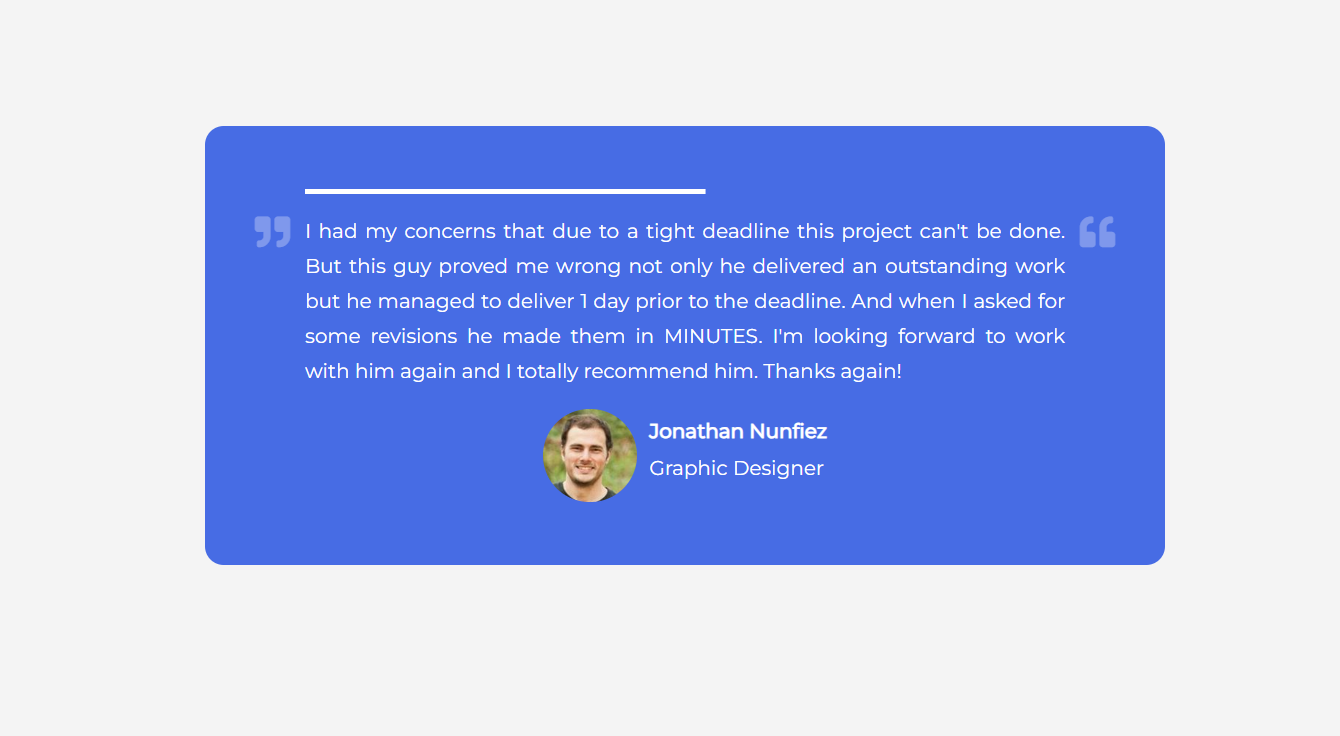 I had my concerns that due to a tight deadline this project can't be done.
But this guy proved me wrong not only he delivered an outstanding work
but he managed to deliver 1 day prior to the deadline. And when I asked for
some revisions he made them in MINUTES. I'm looking forward to work
with him again and I totally recommend him. Thanks again!
Jonathan Nunfiez
Graphic Designer